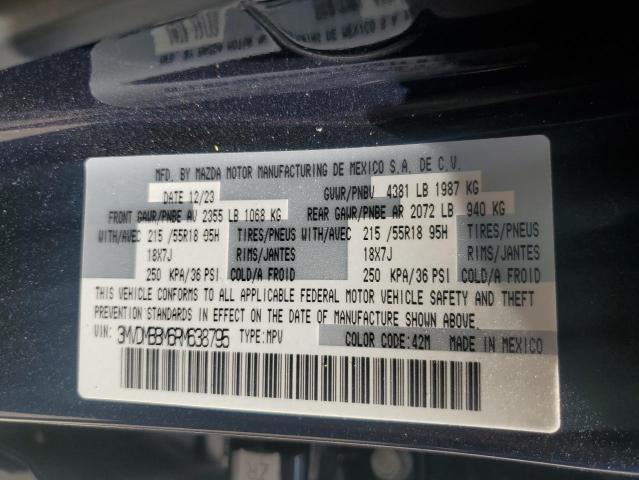 MFD. BY MAZDA MOTOR MANUFACTURING DE MEXICO S.A. DE C.V.
DATE 12/23 GVWR/PNBV 4381 LB 1987 KG
FRONT GAWR/PNBE AV 2355 LB 1068 KG REAR GAWR/PNBE AR 2072 LB 940 KG
WITH/AVEC 215 /55R18 95H TIRES/PNEUS WITH/AVEC 215 /55R18 95H TIRES/PNEUS
18X7J RIMS/JANTES 18X7J RIMS/JANTES
250 KPA/36 PSI COLD/A FROID 250 KPA/36 PSI COLD/A FROID
THIS VEHICLE CONFORMS TO ALL APPLICABLE FEDERAL MOTOR VEHICLE SAFETY AND THEFT
PREVENTION STANDARDS IN EFFECT ON THE DATE OF MANUFACTURE SHOWN ABOVE.
VIN: 3MVDMBBM6RM638795 TYPE:MPV COLOR CODE:42M MADE IN MEXICO